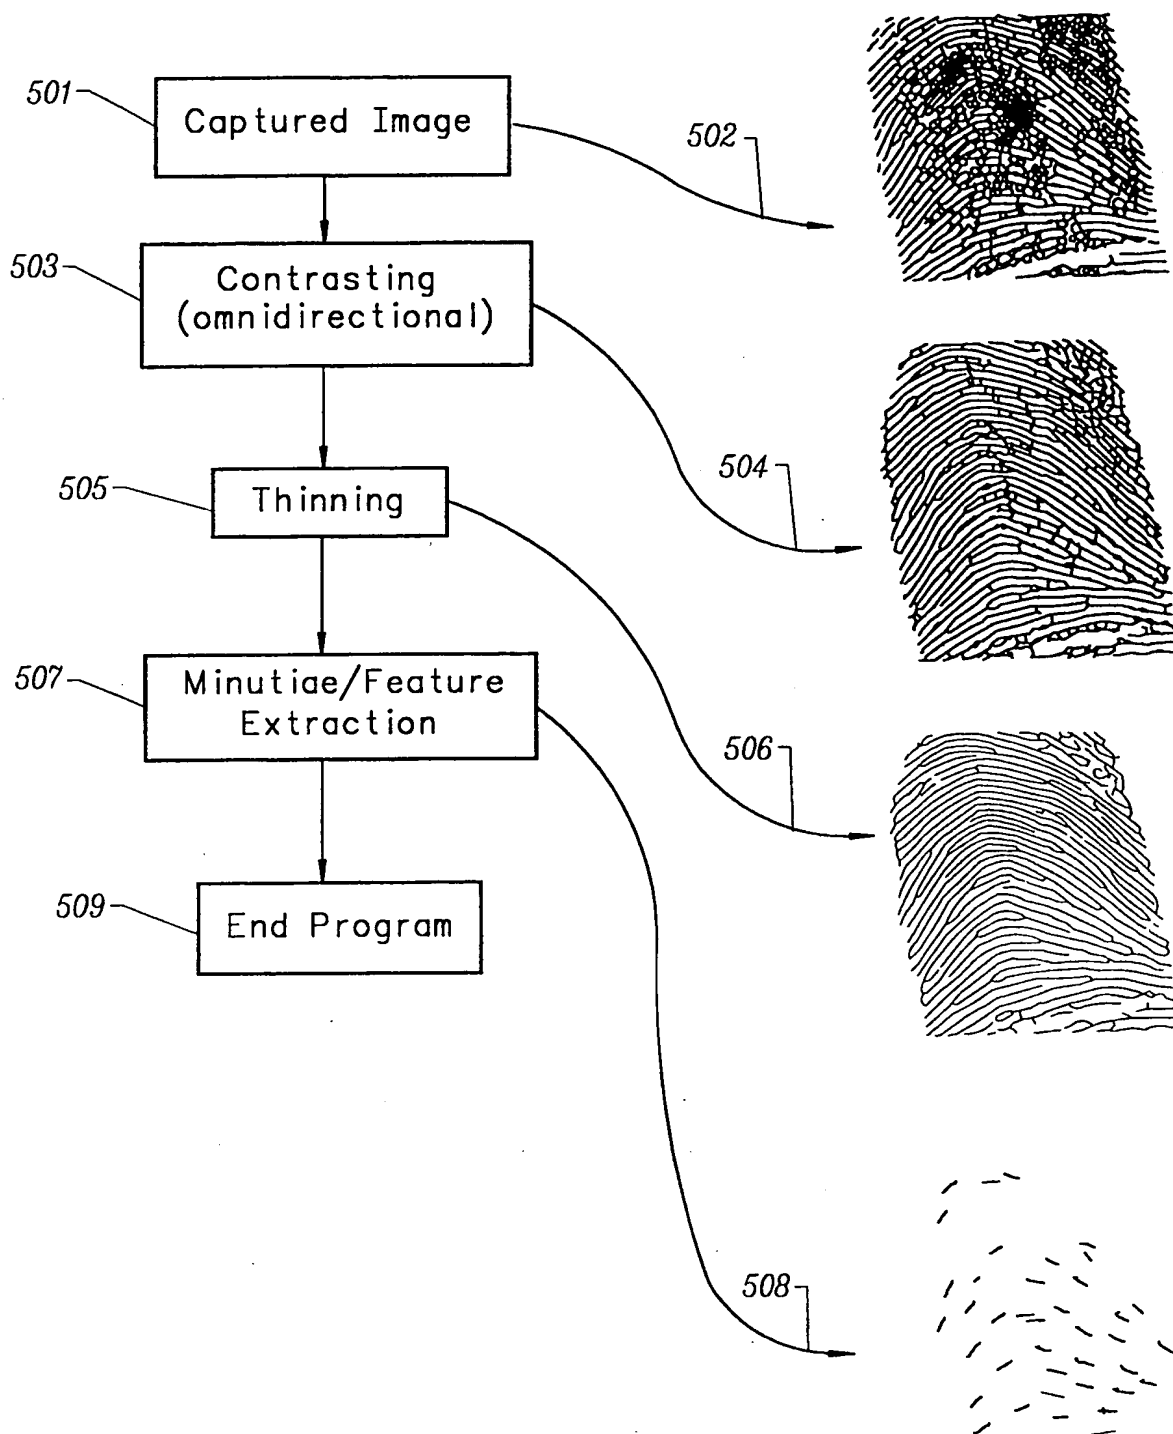 501
Captured Image
502
503
Contrasting
(omnidirectional)
504
505
Thinning
507
Minutiae/Feature
Extraction
506
509
End Program
508